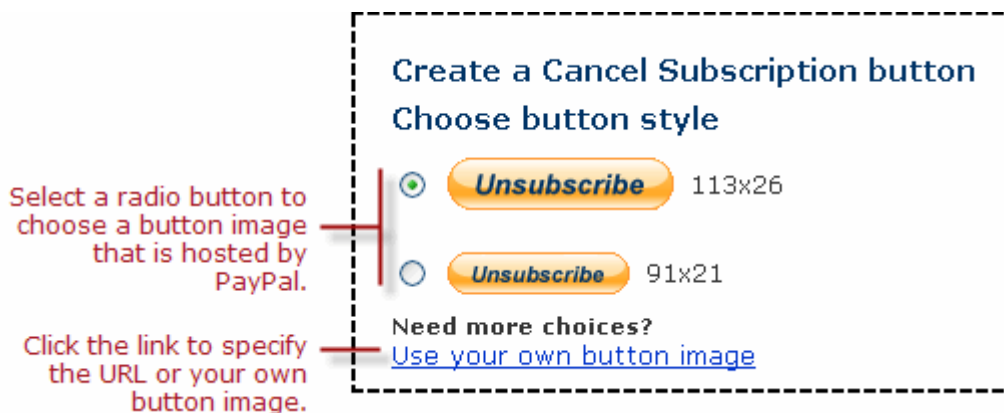 Create a Cancel Subscription button
Choose button style
Select a radio button to
choose a button image
that is hosted by
PayPal.
Unsubscribe 113x26
Unsubscribe 91x21
Need more choices?
Use your own button image
Click the link to specify
the URL or your own
button image.